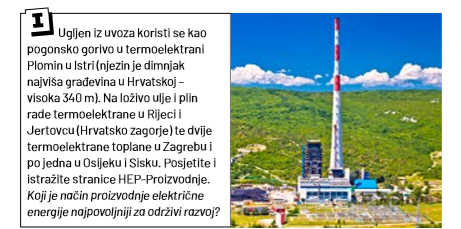 I
Ugljen iz uvoza koristi se kao
pogonsko gorivo u termoelektrani
Plomin u Istri (njezin je dimnjak
najviša građevina u Hrvatskoj –
visoka 340 m). Na loživo ulje i plin
rade termoelektrane u Rijeci i
Jertovcu (Hrvatsko zagorje) te dvije
termoelektrane toplane u Zagrebu i
po jedna u Osijeku i Sisku. Posjetite i
istražite stranice HEP-Proizvodnje.
Koji je način proizvodnje električne
energije najpovoljniji za održivi razvoj?